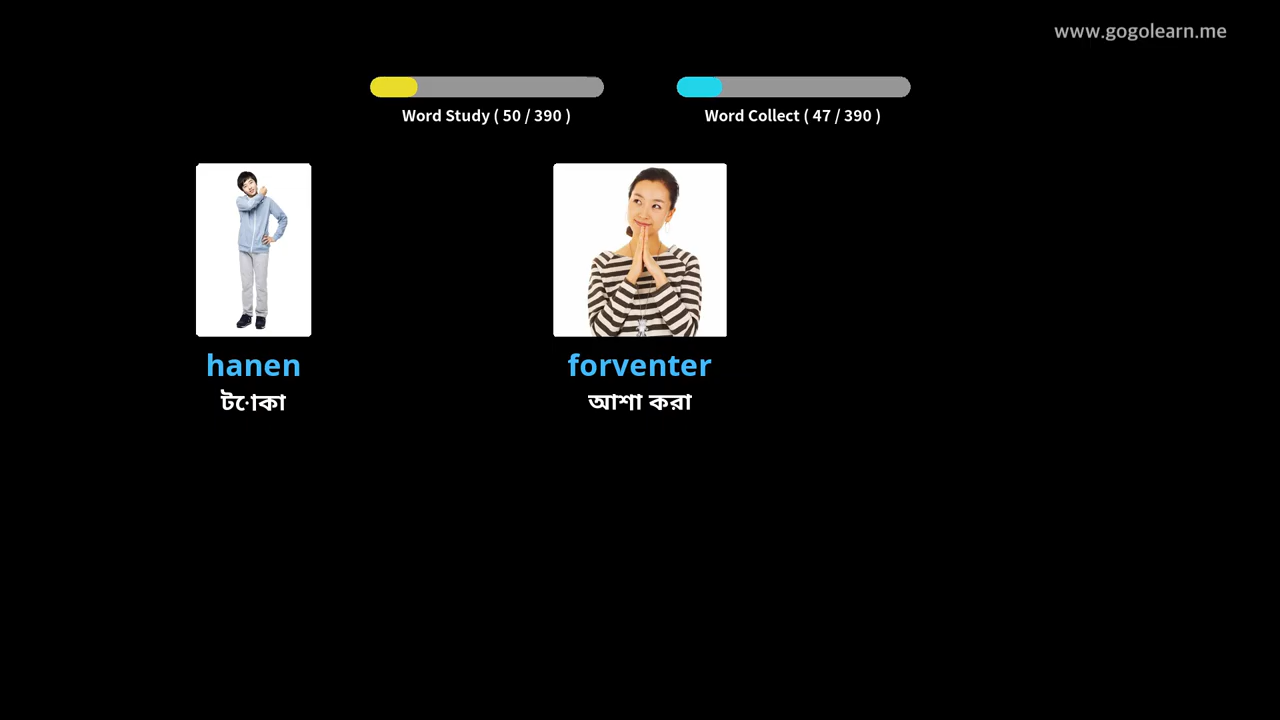 www.gogolearn.me
Word Study ( 50 / 390 )
Word Collect ( 47 / 390 )
hanen
forventer
টোকা
আশা করা